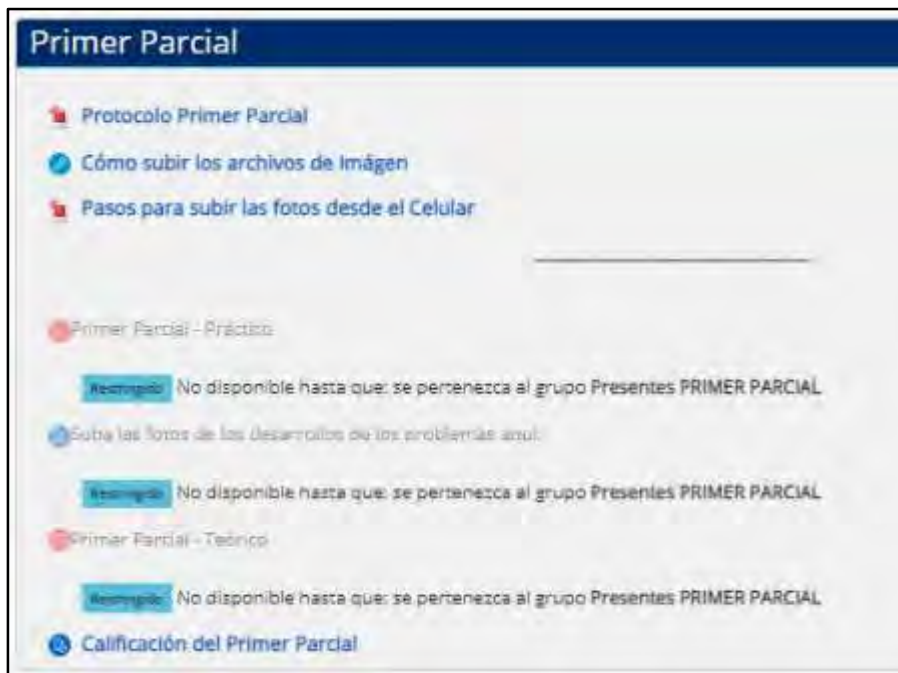 Primer Parcial
Protocolo Primer Parcial
Cómo subir los archivos de Imágen
Pasos para subir las fotos desde el Celular
Primer Parcial - Práctico
Restringido No disponible hasta que: se pertenezca al grupo Presentes PRIMER PARCIAL
Suba las fotos de los desarrollos de los problemas aquí:
Restringido No disponible hasta que: se pertenezca al grupo Presentes PRIMER PARCIAL
Primer Parcial - Teórico
Restringido No disponible hasta que: se pertenezca al grupo Presentes PRIMER PARCIAL
Calificación del Primer Parcial